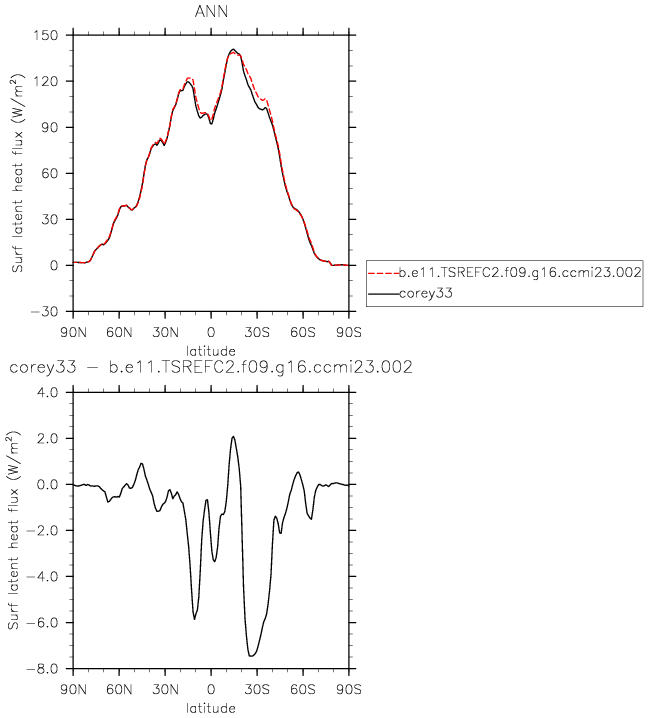 ANN
Surf latent heat flux (W/m²)
150
120
90
60
30
0
−30
90N 60N 30N 0 30S 60S 90S
latitude
b.e11.TSREFC2.f09.g16.ccmi23.002
corey33
corey33 − b.e11.TSREFC2.f09.g16.ccmi23.002
Surf latent heat flux (W/m²)
4.0
2.0
0.0
−2.0
−4.0
−6.0
−8.0
90N 60N 30N 0 30S 60S 90S
latitude